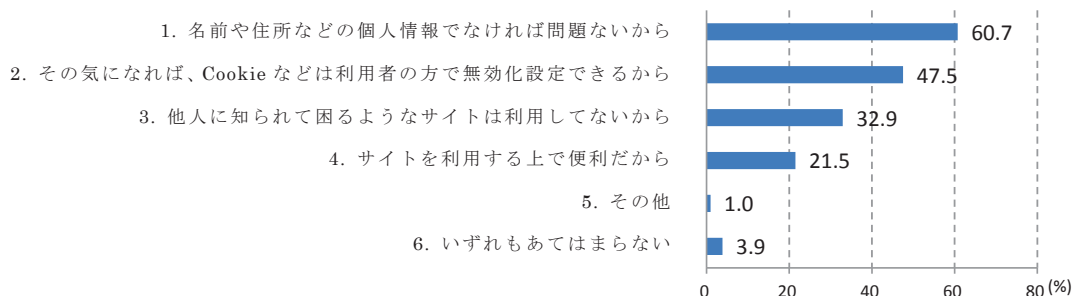 1. 名前や住所などの個人情報でなければ問題ないから 60.7
2. その気になれば、Cookie などは利用者の方で無効化設定できるから 47.5
3. 他人に知られて困るようなサイトは利用してないから 32.9
4. サイトを利用する上で便利だから 21.5
5. その他 1.0
6. いずれもあてはまらない 3.9
0 20 40 60 80 (%)